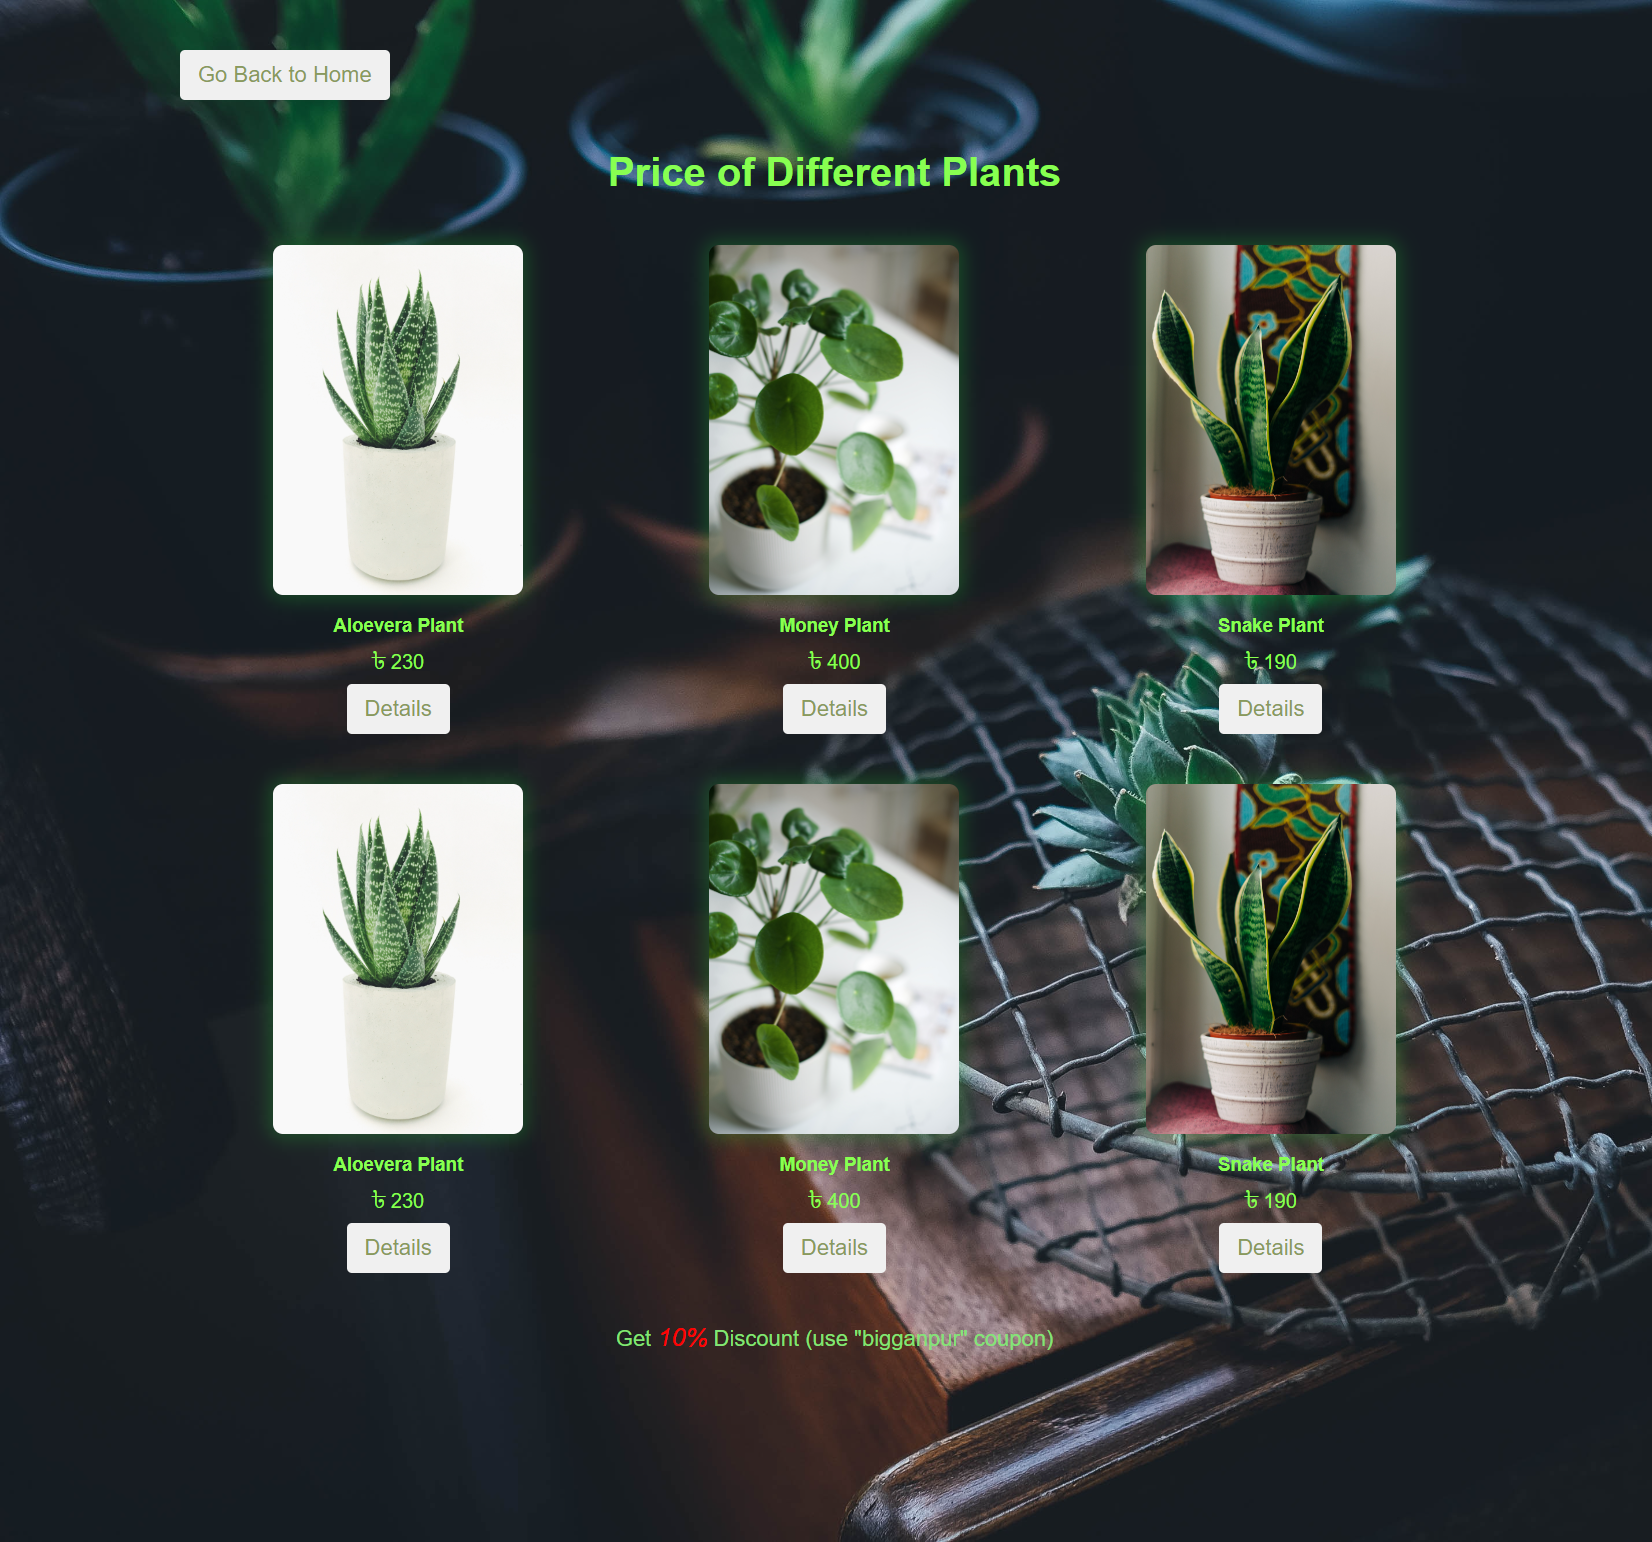 Go Back to Home
Price of Different Plants
Aloevera Plant
৳ 230
Details
Money Plant
৳ 400
Details
Snake Plant
৳ 190
Details
Aloevera Plant
৳ 230
Details
Money Plant
৳ 400
Details
Snake Plant
৳ 190
Details
Get 10% Discount (use "bigganpur" coupon)